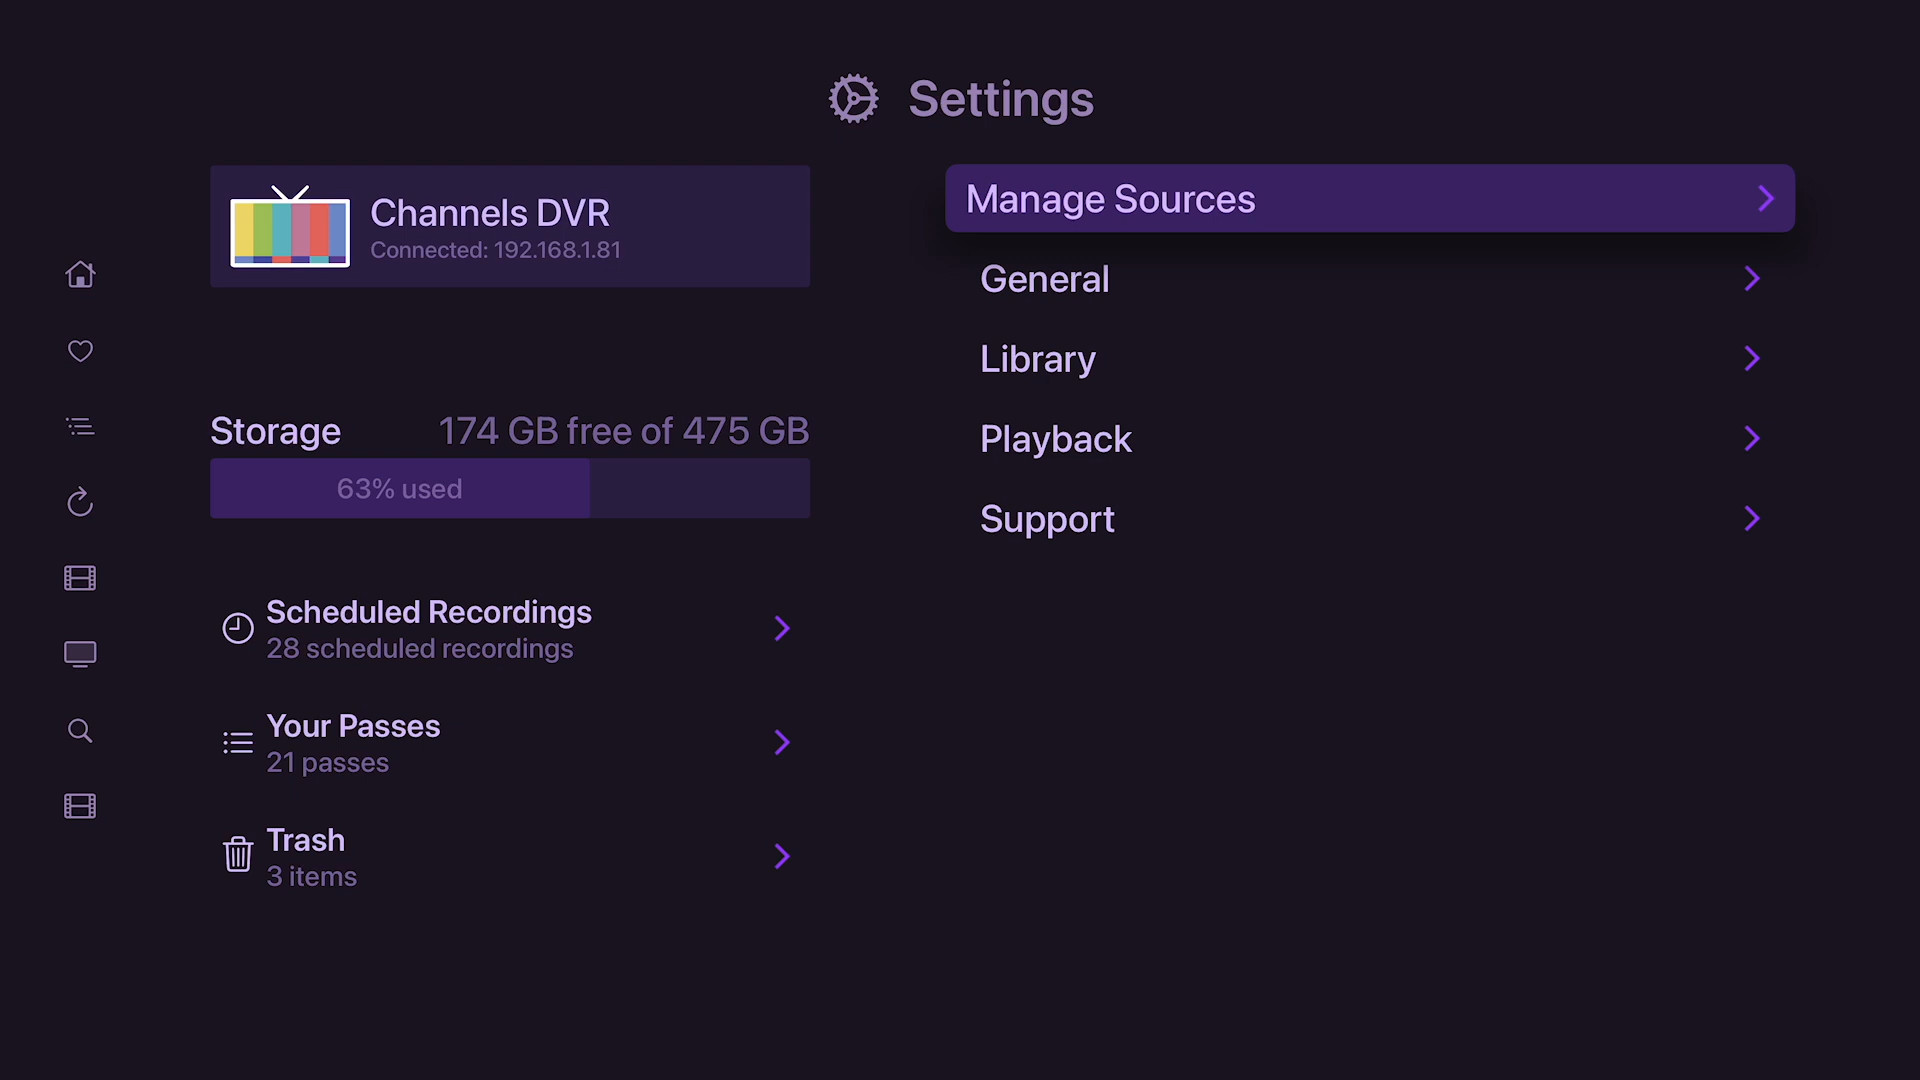 Settings
Channels DVR
Connected: 192.168.1.81
Storage 174 GB free of 475 GB
63% used
Scheduled Recordings
28 scheduled recordings
Your Passes
21 passes
Trash
3 items
Manage Sources
General
Library
Playback
Support